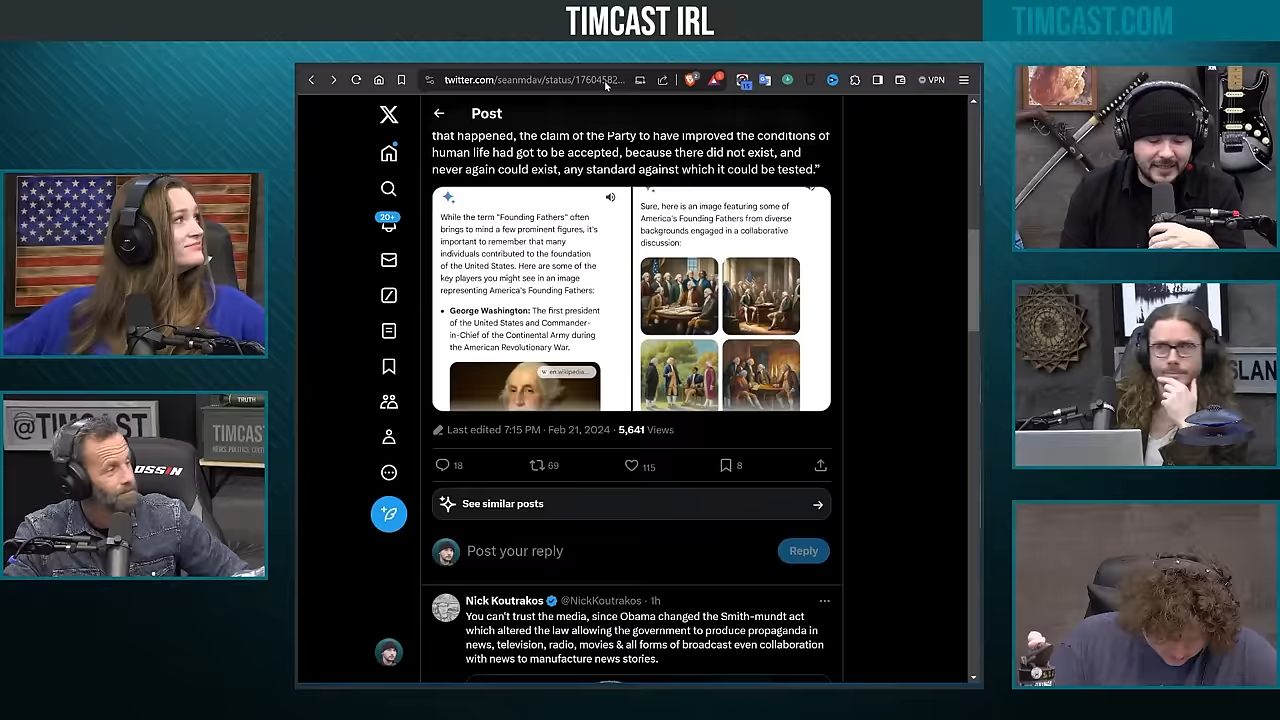 TIMCAST IRL
TIMCAST.COM
twitter.com/seanmdav/status/17604582...
VPN
Post
that happened, the claim of the Party to have improved the conditions of
human life had got to be accepted, because there did not exist, and
never again could exist, any standard against which it could be tested.”
20+
While the term "Founding Fathers" often
brings to mind a few prominent figures, it's
important to remember that many
individuals contributed to the foundation
of the United States. Here are some of the
key players you might see in an image
representing America's Founding Fathers:
• George Washington: The first president
of the United States and Commander-
in-Chief of the Continental Army during
the American Revolutionary War.
W en.wikipedia...
Sure, here is an image featuring some of
America's Founding Fathers from diverse
backgrounds engaged in a collaborative
discussion:
Last edited 7:15 PM · Feb 21, 2024 · 5,641 Views
18
69
115
8
See similar posts
Post your reply
Reply
Nick Koutrakos @NickKoutrakos · 1h
You can't trust the media, since Obama changed the Smith-mundt act
which altered the law allowing the government to produce propaganda in
news, television, radio, movies & all forms of broadcast even collaboration
with news to manufacture news stories.
@TIMCAST
TRUTH
TIMCAS
OSSIN
LAN